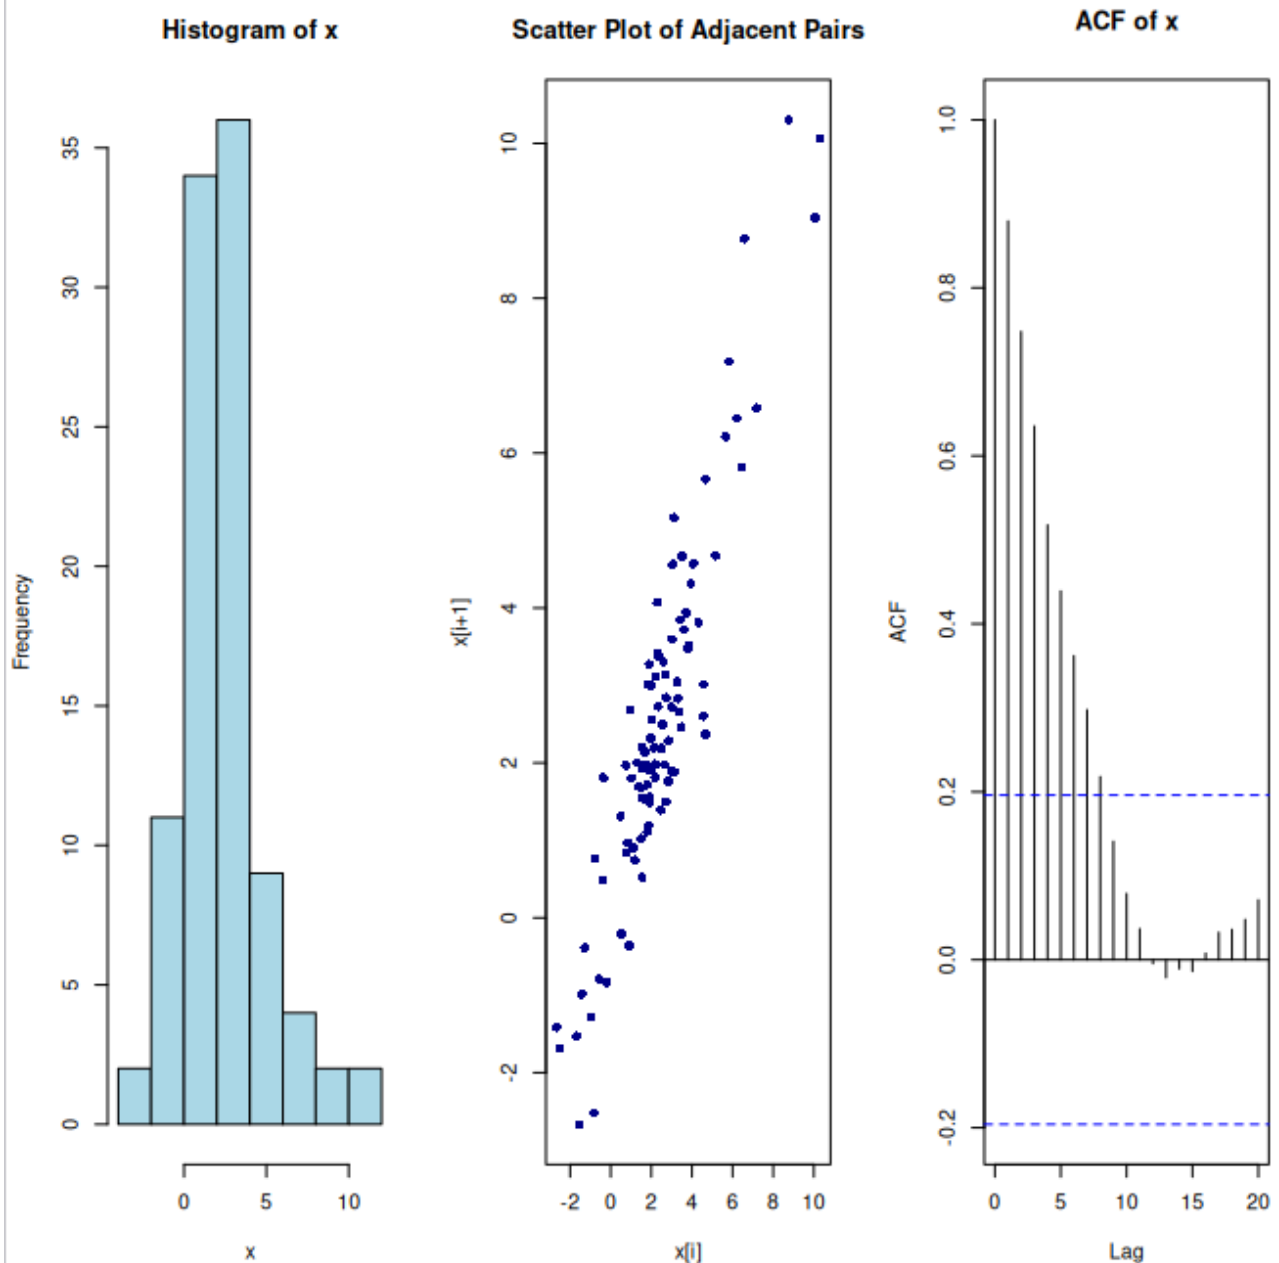 Histogram of x
Frequency
35
30
25
20
15
10
5
0
0 5 10
x
Scatter Plot of Adjacent Pairs
x[i+1]
10
8
6
4
2
0
-2
-2 0 2 4 6 8 10
x[i]
ACF of x
ACF
1.0
0.8
0.6
0.4
0.2
0.0
-0.2
0 5 10 15 20
Lag